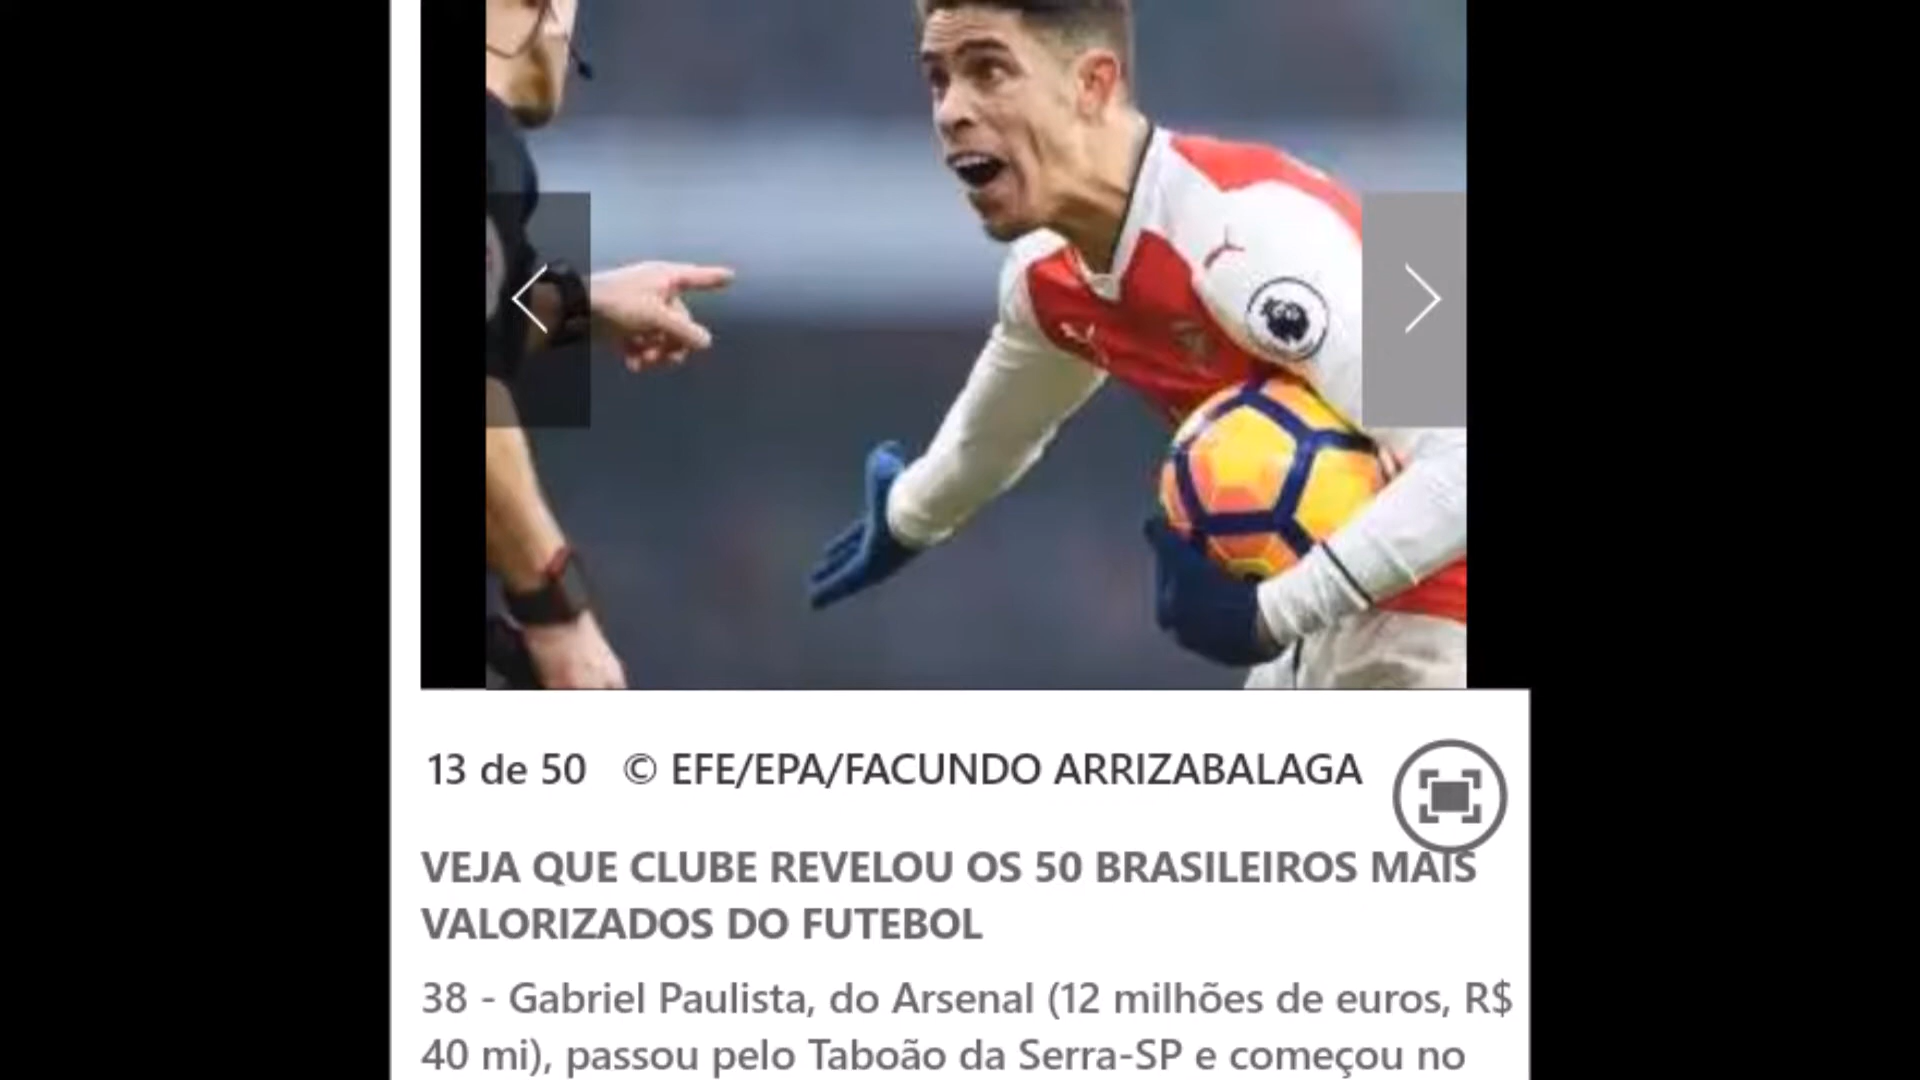 13 de 50 © EFE/EPA/FACUNDO ARRIZABALAGA
VEJA QUE CLUBE REVELOU OS 50 BRASILEIROS MAIS
VALORIZADOS DO FUTEBOL
38 - Gabriel Paulista, do Arsenal (12 milhões de euros, R$
40 mi), passou pelo Taboão da Serra-SP e começou no